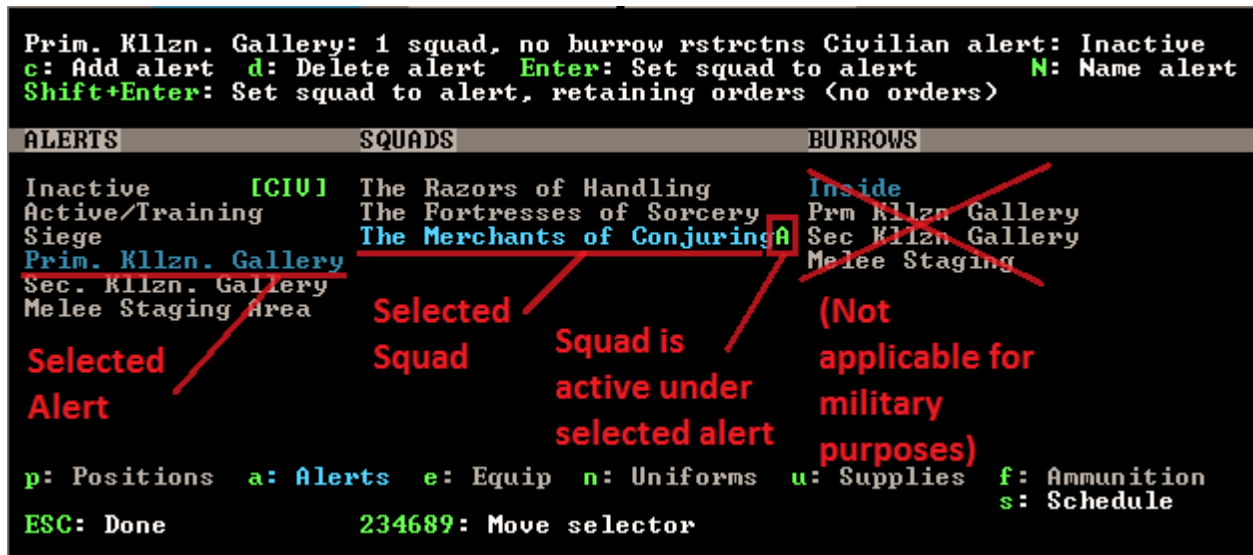 Prim. Kllzn. Gallery: 1 squad, no burrow rstrctns Civilian alert: Inactive
c: Add alert d: Delete alert Enter: Set squad to alert N: Name alert
Shift+Enter: Set squad to alert, retaining orders (no orders)
ALERTS SQUADS BURROWS
Inactive [CIV] The Razors of Handling Inside
Active/Training The Fortresses of Sorcery Prm Kllzn Gallery
Siege The Merchants of ConjuringA Sec Kllzn Gallery
Prim. Kllzn. Gallery Melee Staging
Sec. Kllzn. Gallery
Melee Staging Area
Selected
Alert
Selected
Squad
Squad is
active under
selected alert
(Not
applicable for
military
purposes)
p: Positions a: Alerts e: Equip n: Uniforms u: Supplies f: Ammunition
s: Schedule
ESC: Done 234689: Move selector